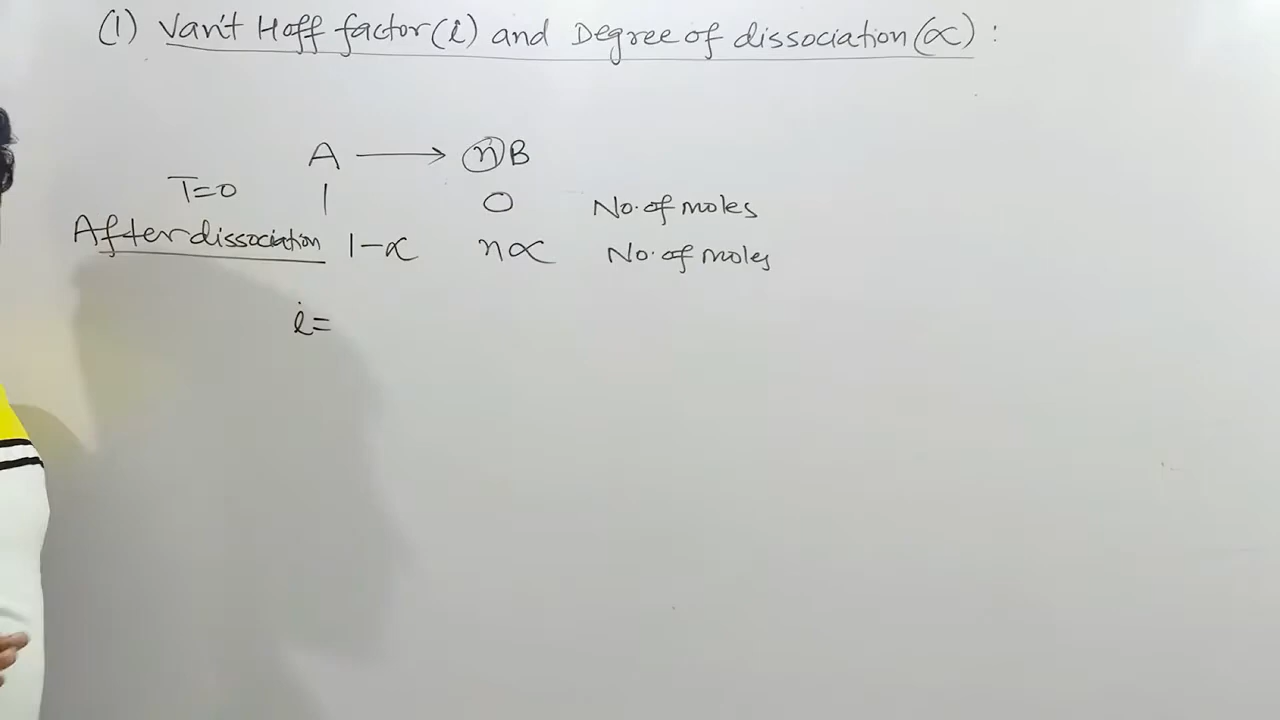 (1) Van't Hoff factor (i) and Degree of dissociation (∝) :
A ⟶ nB
T=0 1 0 No. of moles
After dissociation 1-∝ n∝ No. of moles
i=